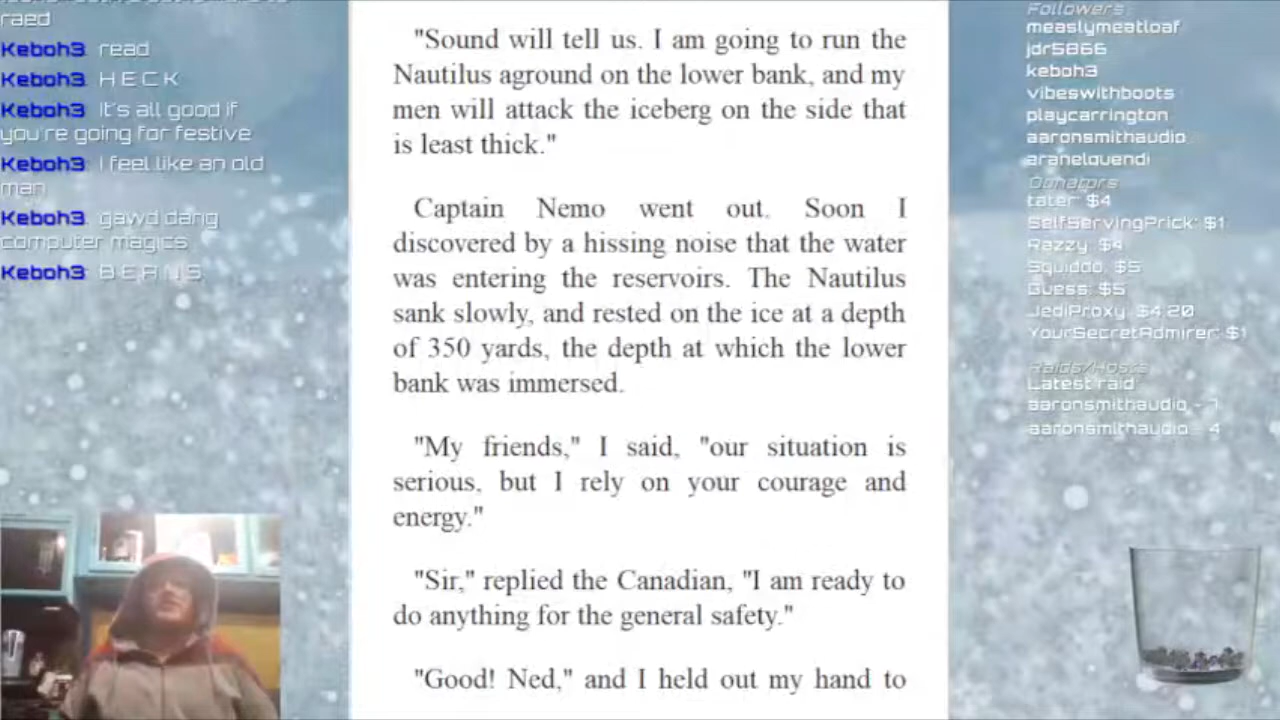 raed
Keboh3 read
Keboh3 H E C K
Keboh3 It's all good if
you're going for festive
Keboh3 I feel like an old
man
Keboh3 gawd dang
computer magics
Keboh3 B E A N S
"Sound will tell us. I am going to run the
Nautilus aground on the lower bank, and my
men will attack the iceberg on the side that
is least thick."
Captain Nemo went out. Soon I
discovered by a hissing noise that the water
was entering the reservoirs. The Nautilus
sank slowly, and rested on the ice at a depth
of 350 yards, the depth at which the lower
bank was immersed.
"My friends," I said, "our situation is
serious, but I rely on your courage and
energy."
"Sir," replied the Canadian, "I am ready to
do anything for the general safety."
"Good! Ned," and I held out my hand to
Followers
measlymeatloaf
jdr5866
keboh3
vibeswithboots
playcarrington
aaronsmithaudio
aranelquendi
Donators
tater: $4
SelfServingPrick: $1
Razzy: $4
Squiddo: $5
Guess: $5
JediProxy: $4.20
YourSecretAdmirer: $1
Raids/Hosts
Latest raid
aaronsmithaudio - 7
aaronsmithaudio - 4